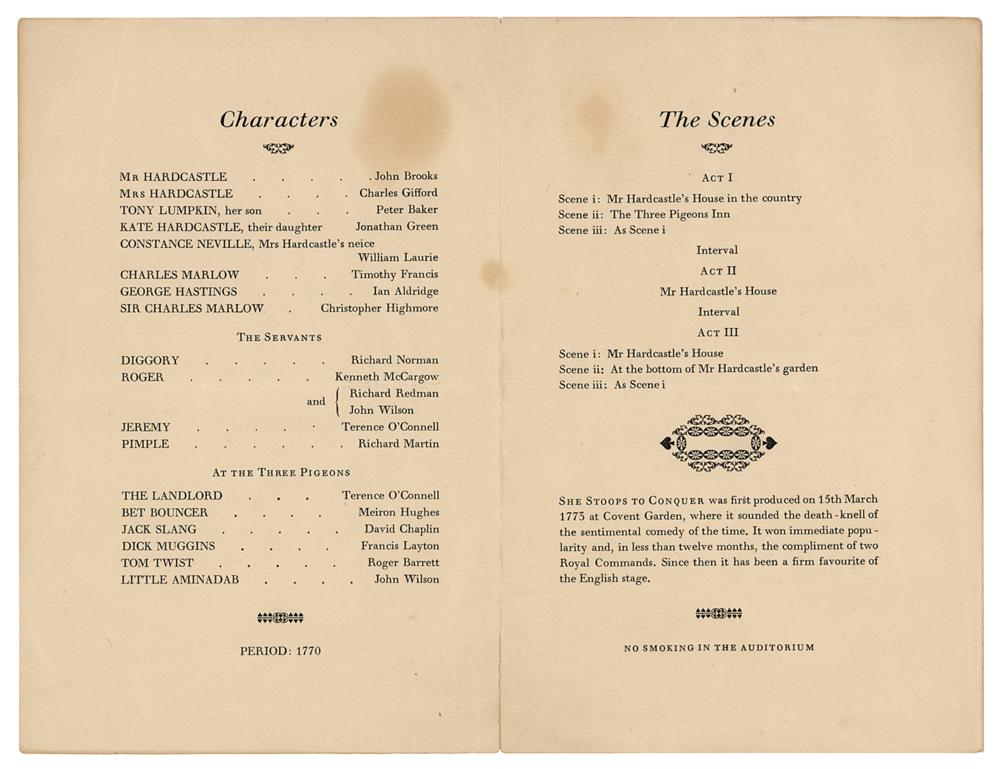 Characters
MR HARDCASTLE . . . . . John Brooks
MRS HARDCASTLE . . . . Charles Gifford
TONY LUMPKIN, her son . . . Peter Baker
KATE HARDCASTLE, their daughter Jonathan Green
CONSTANCE NEVILLE, Mrs Hardcastle's neice
William Laurie
CHARLES MARLOW . . . Timothy Francis
GEORGE HASTINGS . . . . Ian Aldridge
SIR CHARLES MARLOW . Christopher Highmore
THE SERVANTS
DIGGORY . . . . . Richard Norman
ROGER . . . . . Kenneth McCargow
and { Richard Redman
John Wilson
JEREMY . . . . . Terence O'Connell
PIMPLE . . . . . . Richard Martin
AT THE THREE PIGEONS
THE LANDLORD . . . Terence O'Connell
BET BOUNCER . . . . Meiron Hughes
JACK SLANG . . . . David Chaplin
DICK MUGGINS . . . . Francis Layton
TOM TWIST . . . . . Roger Barrett
LITTLE AMINADAB . . . . John Wilson
PERIOD: 1770
The Scenes
ACT I
Scene i: Mr Hardcastle's House in the country
Scene ii: The Three Pigeons Inn
Scene iii: As Scene i
Interval
ACT II
Mr Hardcastle's House
Interval
ACT III
Scene i: Mr Hardcastle's House
Scene ii: At the bottom of Mr Hardcastle's garden
Scene iii: As Scene i
SHE STOOPS TO CONQUER was first produced on 15th March
1773 at Covent Garden, where it sounded the death-knell of
the sentimental comedy of the time. It won immediate popu-
larity and, in less than twelve months, the compliment of two
Royal Commands. Since then it has been a firm favourite of
the English stage.
NO SMOKING IN THE AUDITORIUM